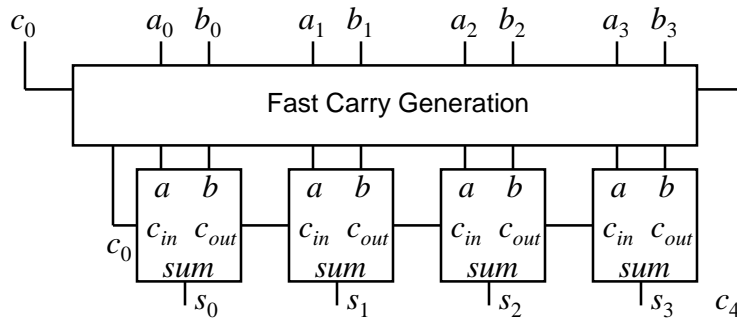 c₀ a₀ b₀ a₁ b₁ a₂ b₂ a₃ b₃
Fast Carry Generation
a b a b a b a b
c₀ cᵢₙ cₒᵤₜ cᵢₙ cₒᵤₜ cᵢₙ cₒᵤₜ cᵢₙ cₒᵤₜ
sum sum sum sum
s₀ s₁ s₂ s₃ c₄